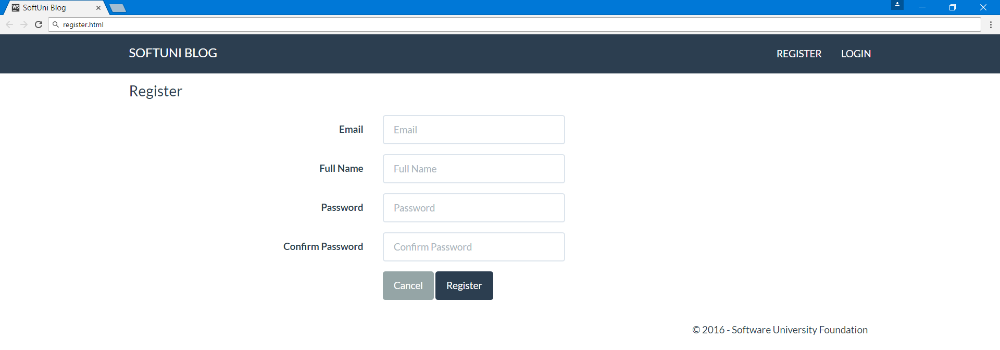 WS SoftUni Blog
register.html
SOFTUNI BLOG REGISTER LOGIN
Register
Email Email
Full Name Full Name
Password Password
Confirm Password Confirm Password
Cancel Register
© 2016 - Software University Foundation